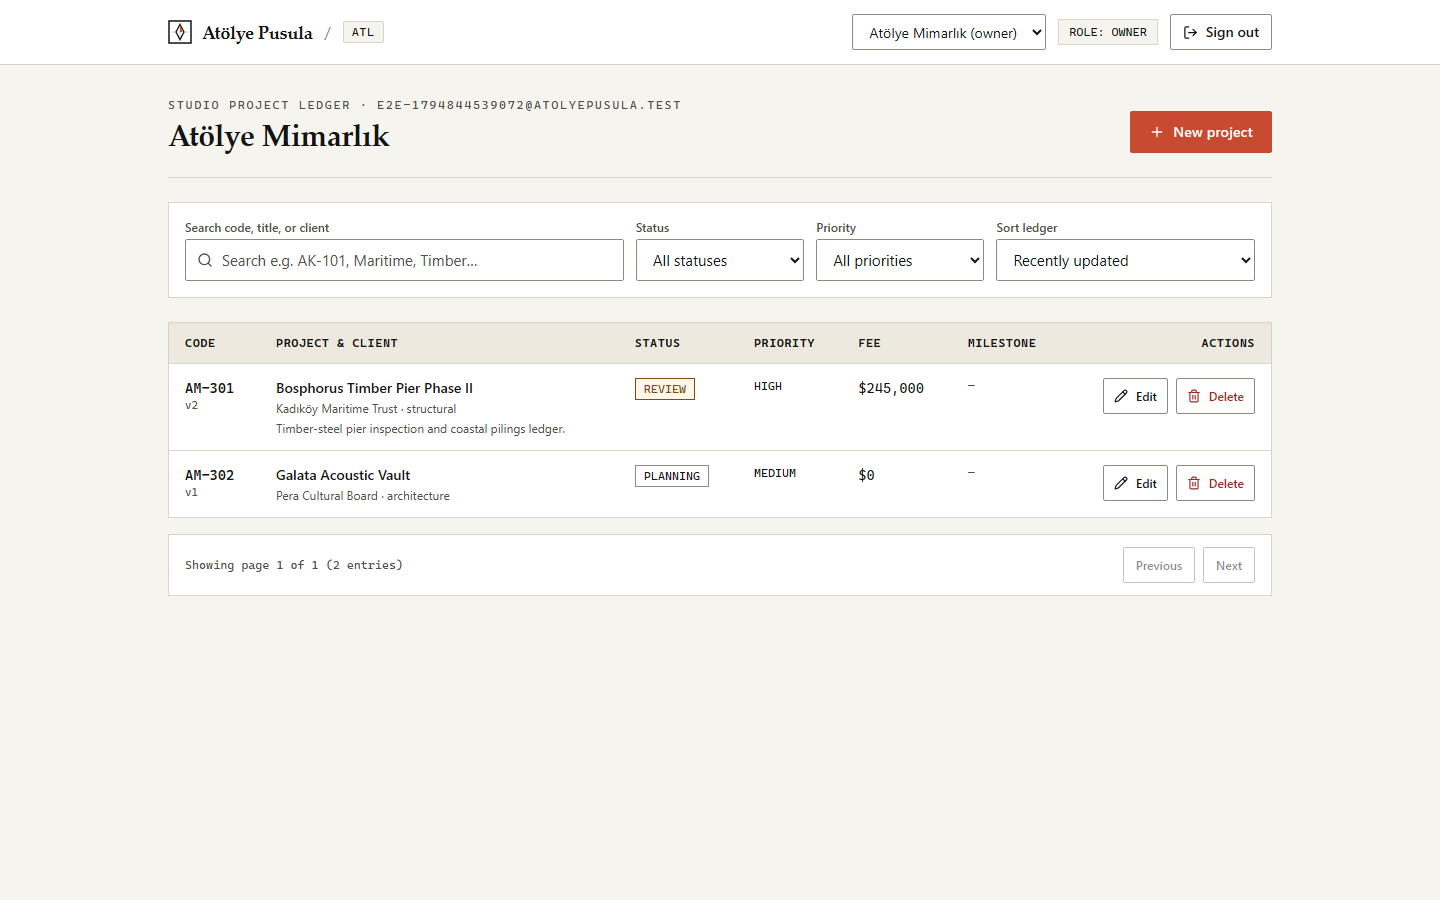 Atölye Pusula / ATL
Atölye Mimarlık (owner)
ROLE: OWNER
Sign out
STUDIO PROJECT LEDGER · E2E-1794844539072@ATOLYEPUSULA.TEST
Atölye Mimarlık
New project
Search code, title, or client
Status
Priority
Sort ledger
Search e.g. AK-101, Maritime, Timber...
All statuses
All priorities
Recently updated
CODE PROJECT & CLIENT STATUS PRIORITY FEE MILESTONE ACTIONS
AM-301 Bosphorus Timber Pier Phase II REVIEW HIGH $245,000 — Edit Delete
v2 Kadıköy Maritime Trust · structural
Timber-steel pier inspection and coastal pilings ledger.
AM-302 Galata Acoustic Vault PLANNING MEDIUM $0 — Edit Delete
v1 Pera Cultural Board · architecture
Showing page 1 of 1 (2 entries)
Previous
Next